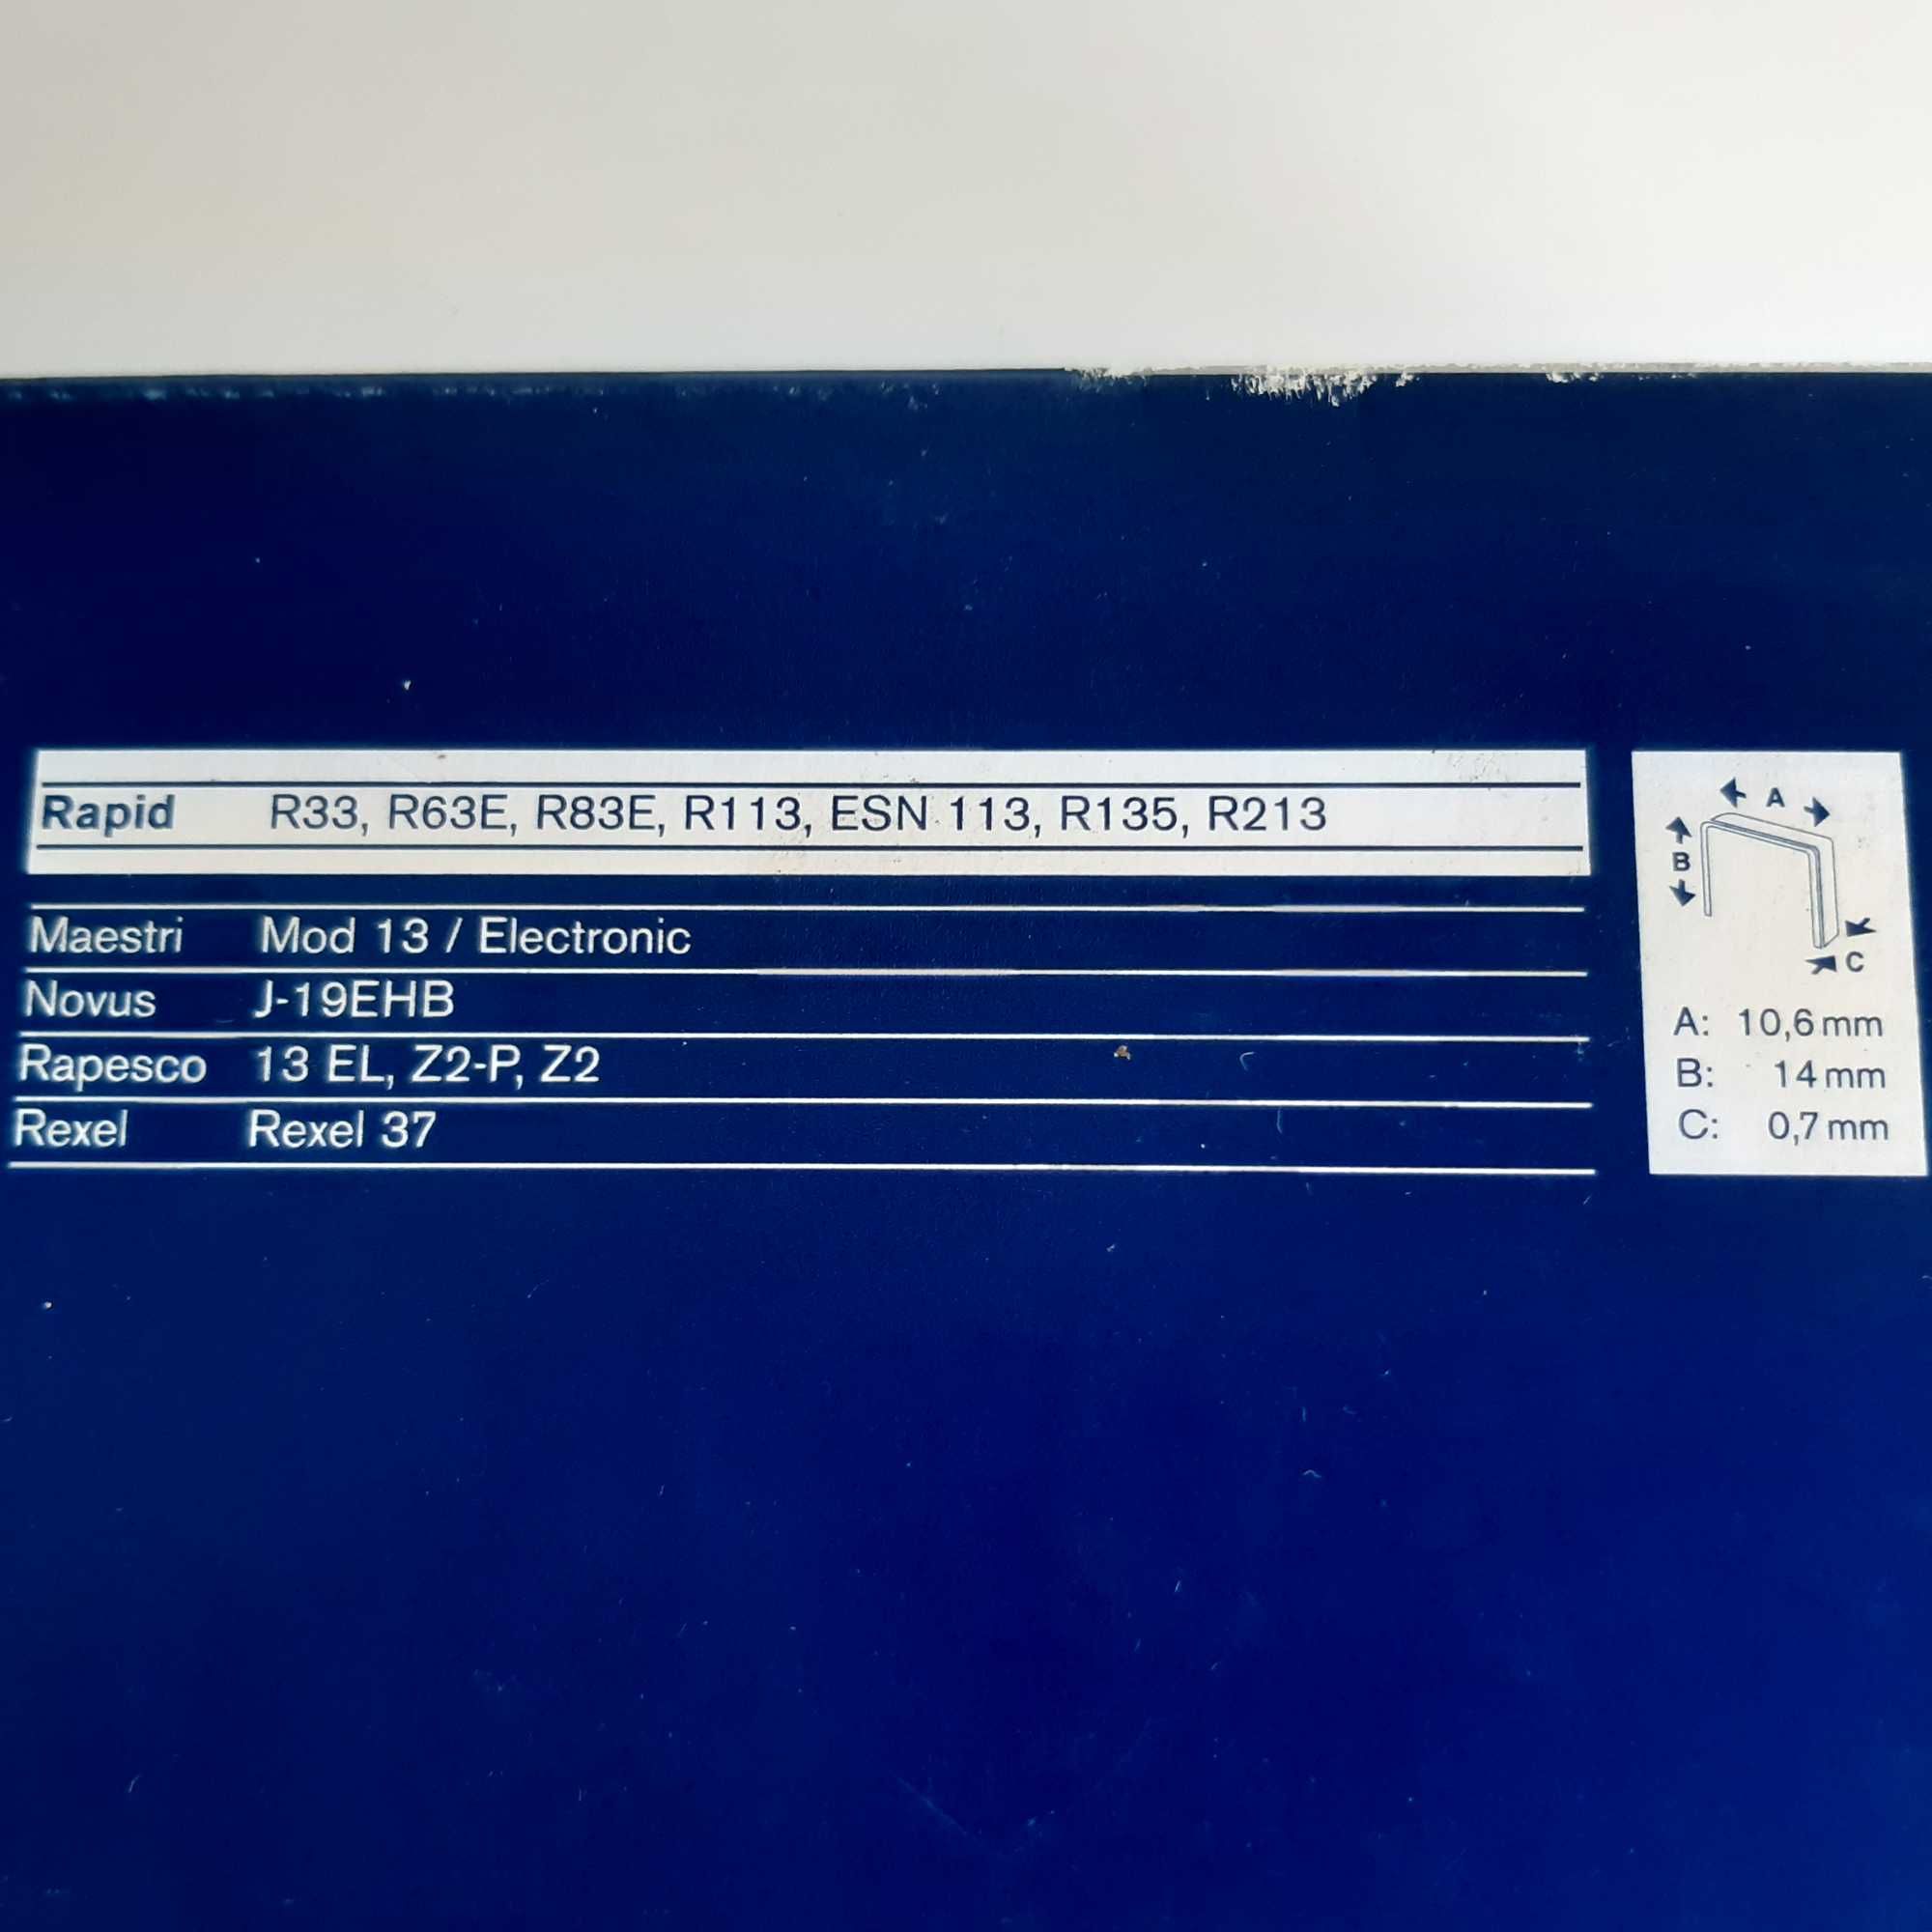 Rapid R33, R63E, R83E, R113, ESN 113, R135, R213
Maestri Mod 13 / Electronic
Novus J-19EHB
Rapesco 13 EL, Z2-P, Z2
Rexel Rexel 37
A
B
C
A: 10,6 mm
B: 14 mm
C: 0,7 mm